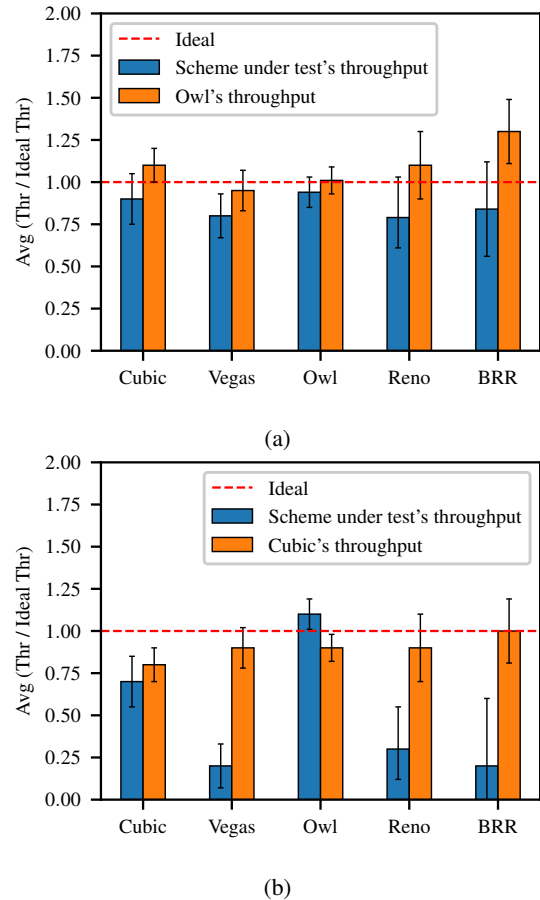 2.00
1.75
1.50
1.25
1.00
0.75
0.50
0.25
0.00
Avg (Thr / Ideal Thr)
Ideal
Scheme under test's throughput
Owl's throughput
Cubic Vegas Owl Reno BRR
(a)
2.00
1.75
1.50
1.25
1.00
0.75
0.50
0.25
0.00
Avg (Thr / Ideal Thr)
Ideal
Scheme under test's throughput
Cubic's throughput
Cubic Vegas Owl Reno BRR
(b)